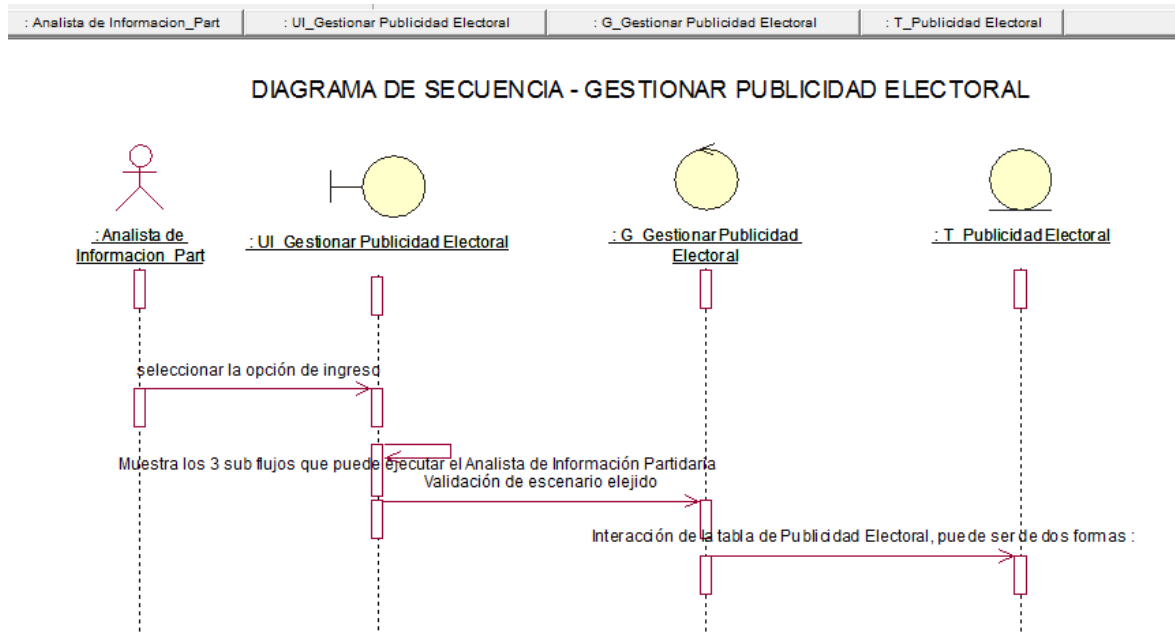 : Analista de Informacion_Part
: UI_Gestionar Publicidad Electoral
: G_Gestionar Publicidad Electoral
: T_Publicidad Electoral
DIAGRAMA DE SECUENCIA - GESTIONAR PUBLICIDAD ELECTORAL
: Analista de
Informacion_Part
: UI_Gestionar Publicidad Electoral
: G_Gestionar Publicidad
Electoral
: T_Publicidad Electoral
seleccionar la opción de ingreso
Muestra los 3 sub flujos que puede ejecutar el Analista de Información Partidaria
Validación de escenario elejido
Interacción de la tabla de Publicidad Electoral, puede ser de dos formas :